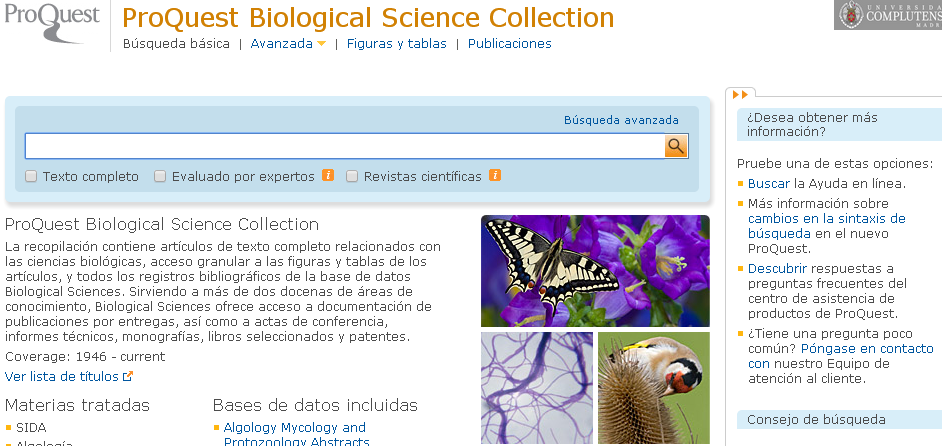 ProQuest
ProQuest Biological Science Collection
Búsqueda básica | Avanzada | Figuras y tablas | Publicaciones
UNIVERSIDA
COMPLUTENS
MADRI
Búsqueda avanzada
Texto completo Evaluado por expertos i Revistas científicas i
ProQuest Biological Science Collection
La recopilación contiene artículos de texto completo relacionados con
las ciencias biológicas, acceso granular a las figuras y tablas de los
artículos, y todos los registros bibliográficos de la base de datos
Biological Sciences. Sirviendo a más de dos docenas de áreas de
conocimiento, Biological Sciences ofrece acceso a documentación de
publicaciones por entregas, así como a actas de conferencia,
informes técnicos, monografías, libros seleccionados y patentes.
Coverage: 1946 - current
Ver lista de títulos
Materias tratadas
SIDA
Algología
Bases de datos incluidas
Algology Mycology and
Protozoology Abstracts
¿Desea obtener más
información?
Pruebe una de estas opciones:
Buscar la Ayuda en línea.
Más información sobre
cambios en la sintaxis de
búsqueda en el nuevo
ProQuest.
Descubrir respuestas a
preguntas frecuentes del
centro de asistencia de
productos de ProQuest.
¿Tiene una pregunta poco
común? Póngase en contacto
con nuestro Equipo de
atención al cliente.
Consejo de búsqueda